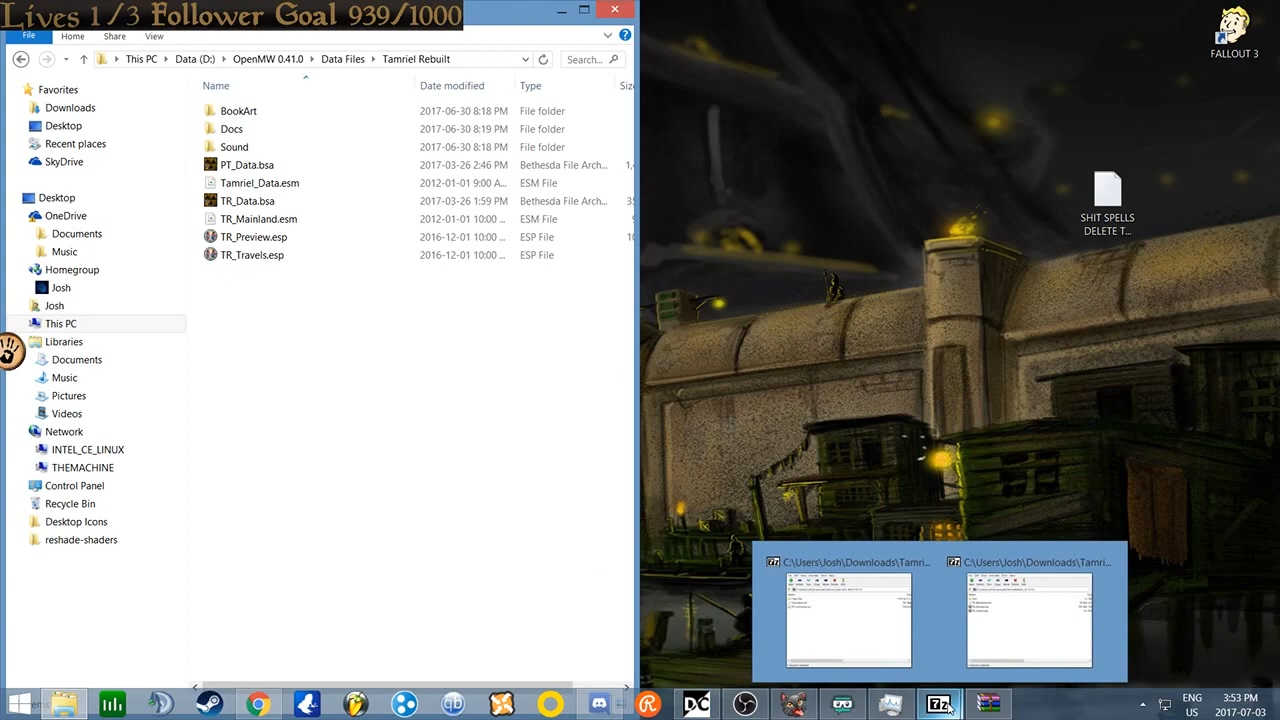 Lives 1/3 Follower Goal 939/1000
File Home Share View
This PC Data (D:) OpenMW 0.41.0 Data Files Tamriel Rebuilt Search...
Name Date modified Type
Favorites
Downloads
Desktop
Recent places
SkyDrive
Desktop
OneDrive
Documents
Music
Homegroup
Josh
Josh
This PC
Libraries
Documents
Music
Pictures
Videos
Network
INTEL_CE_LINUX
THEMACHINE
Control Panel
Recycle Bin
Desktop Icons
reshade-shaders
BookArt 2017-06-30 8:18 PM File folder
Docs 2017-06-30 8:19 PM File folder
Sound 2017-06-30 8:18 PM File folder
PT_Data.bsa 2017-03-26 2:46 PM Bethesda File Arch...
Tamriel_Data.esm 2012-01-01 9:00 A... ESM File
TR_Data.bsa 2017-03-26 1:59 PM Bethesda File Arch...
TR_Mainland.esm 2012-01-01 10:00 ... ESM File
TR_Preview.esp 2016-12-01 10:00 ... ESP File
TR_Travels.esp 2016-12-01 10:00 ... ESP File
FALLOUT 3
SHIT SPELLS
DELETE T...
C:\Users\Josh\Downloads\Tamri...
C:\Users\Josh\Downloads\Tamri...
ENG
US
3:53 PM
2017-07-03